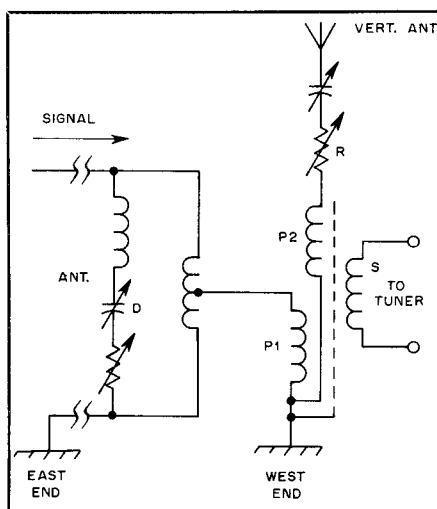 VERT. ANT
SIGNAL
R
P2
ANT.
D
S
TO
TUNER
P1
EAST
END
WEST
END